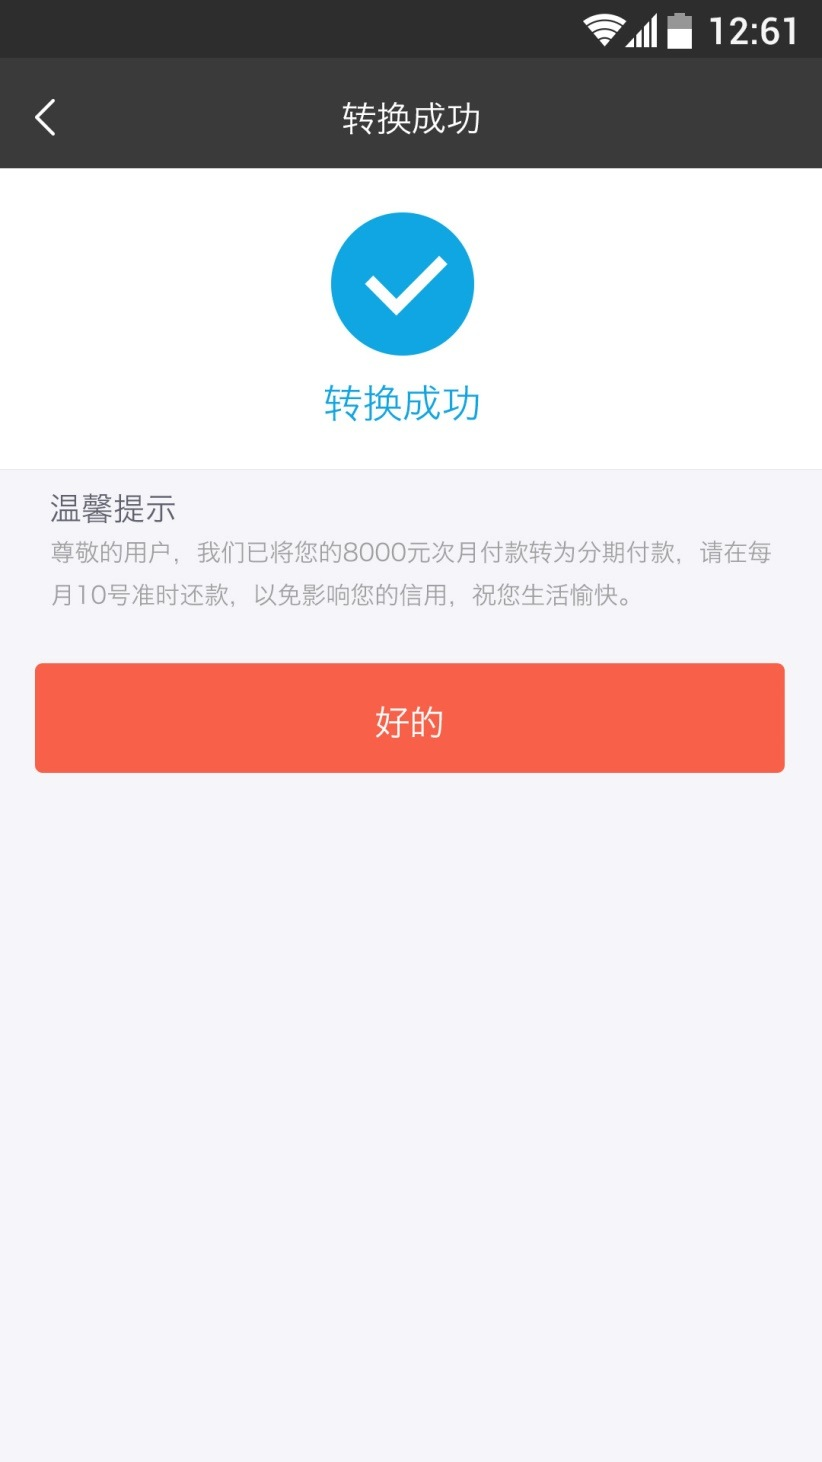 12:61
转换成功
转换成功
温馨提示
尊敬的用户，我们已将您的8000元次月付款转为分期付款，请在每
月10号准时还款，以免影响您的信用，祝您生活愉快。
好的